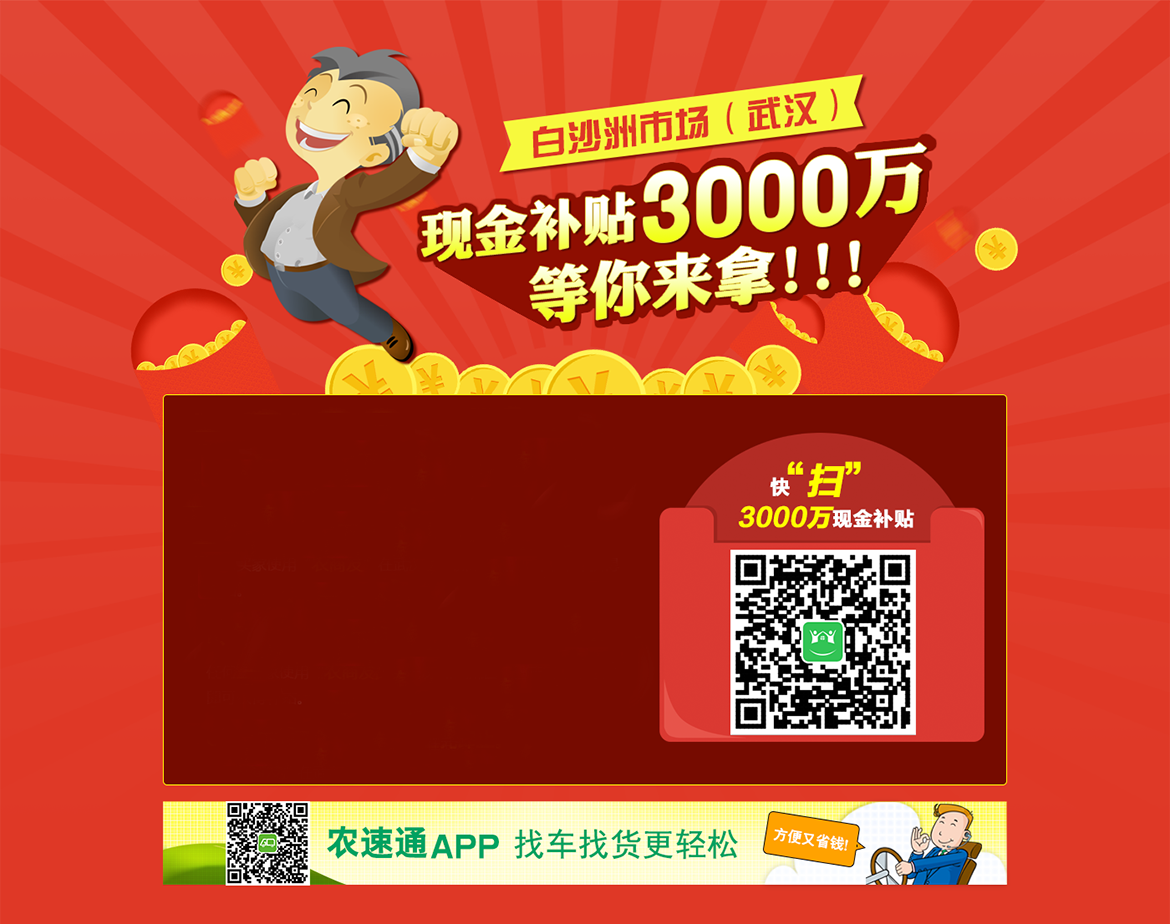 白沙洲市场（武汉）
现金补贴3000万
等你来拿！！！
快“扫”
3000万现金补贴
农速通APP 找车找货更轻松
方便又省钱!